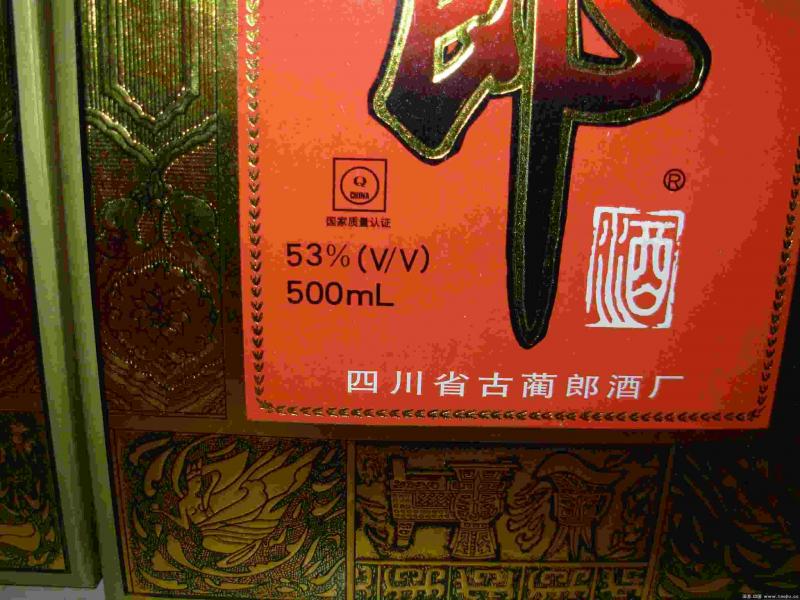 郎
®
Q
CHINA
国家质量认证
53%(V/V)
500mL
酒
四川省古蔺郎酒厂